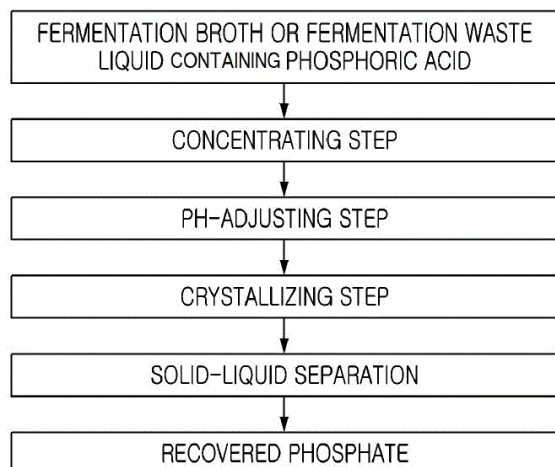 FERMENTATION BROTH OR FERMENTATION WASTE
LIQUID CONTAINING PHOSPHORIC ACID
CONCENTRATING STEP
PH-ADJUSTING STEP
CRYSTALLIZING STEP
SOLID-LIQUID SEPARATION
RECOVERED PHOSPHATE